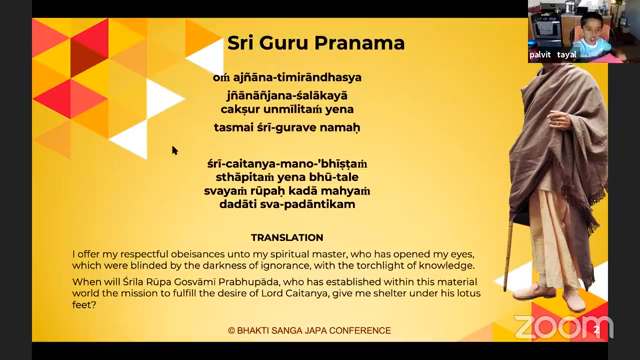 palvit tayal
Sri Guru Pranama
oṁ ajñāna-timirāndhasya
jñānāñjana-śalākayā
cakṣur unmīlitaṁ yena
tasmai śrī-gurave namaḥ
śrī-caitanya-mano-’bhīṣṭaṁ
sthāpitaṁ yena bhū-tale
svayaṁ rūpaḥ kadā mahyaṁ
dadāti sva-padāntikam
TRANSLATION
I offer my respectful obeisances unto my spiritual master, who has opened my eyes,
which were blinded by the darkness of ignorance, with the torchlight of knowledge.
When will Śrīla Rūpa Gosvāmī Prabhupāda, who has established within this material
world the mission to fulfill the desire of Lord Caitanya, give me shelter under his lotus
feet?
© BHAKTI SANGA JAPA CONFERENCE
2
zoom